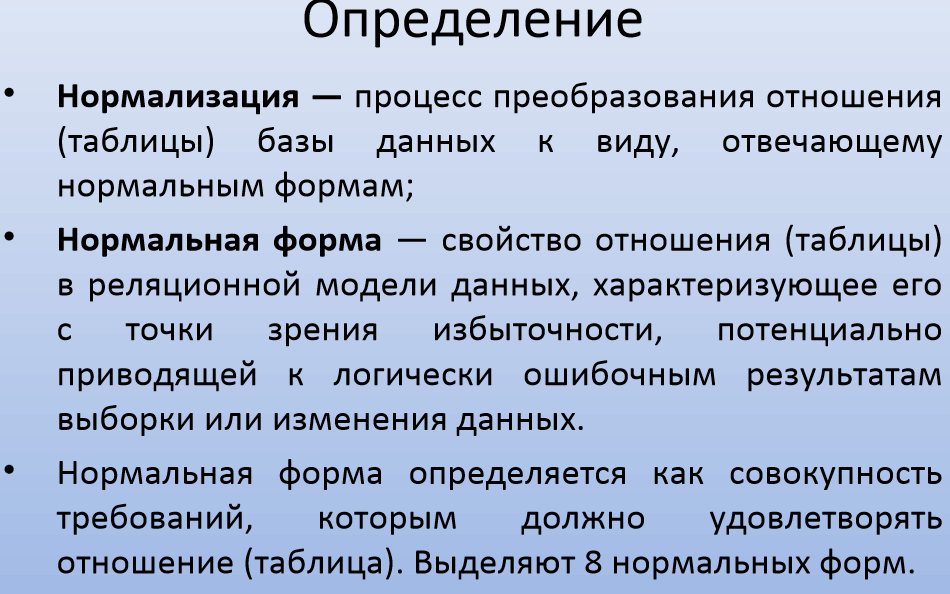 Определение
• Нормализация — процесс преобразования отношения
(таблицы) базы данных к виду, отвечающему
нормальным формам;
• Нормальная форма — свойство отношения (таблицы)
в реляционной модели данных, характеризующее его
с точки зрения избыточности, потенциально
приводящей к логически ошибочным результатам
выборки или изменения данных.
• Нормальная форма определяется как совокупность
требований, которым должно удовлетворять
отношение (таблица). Выделяют 8 нормальных форм.